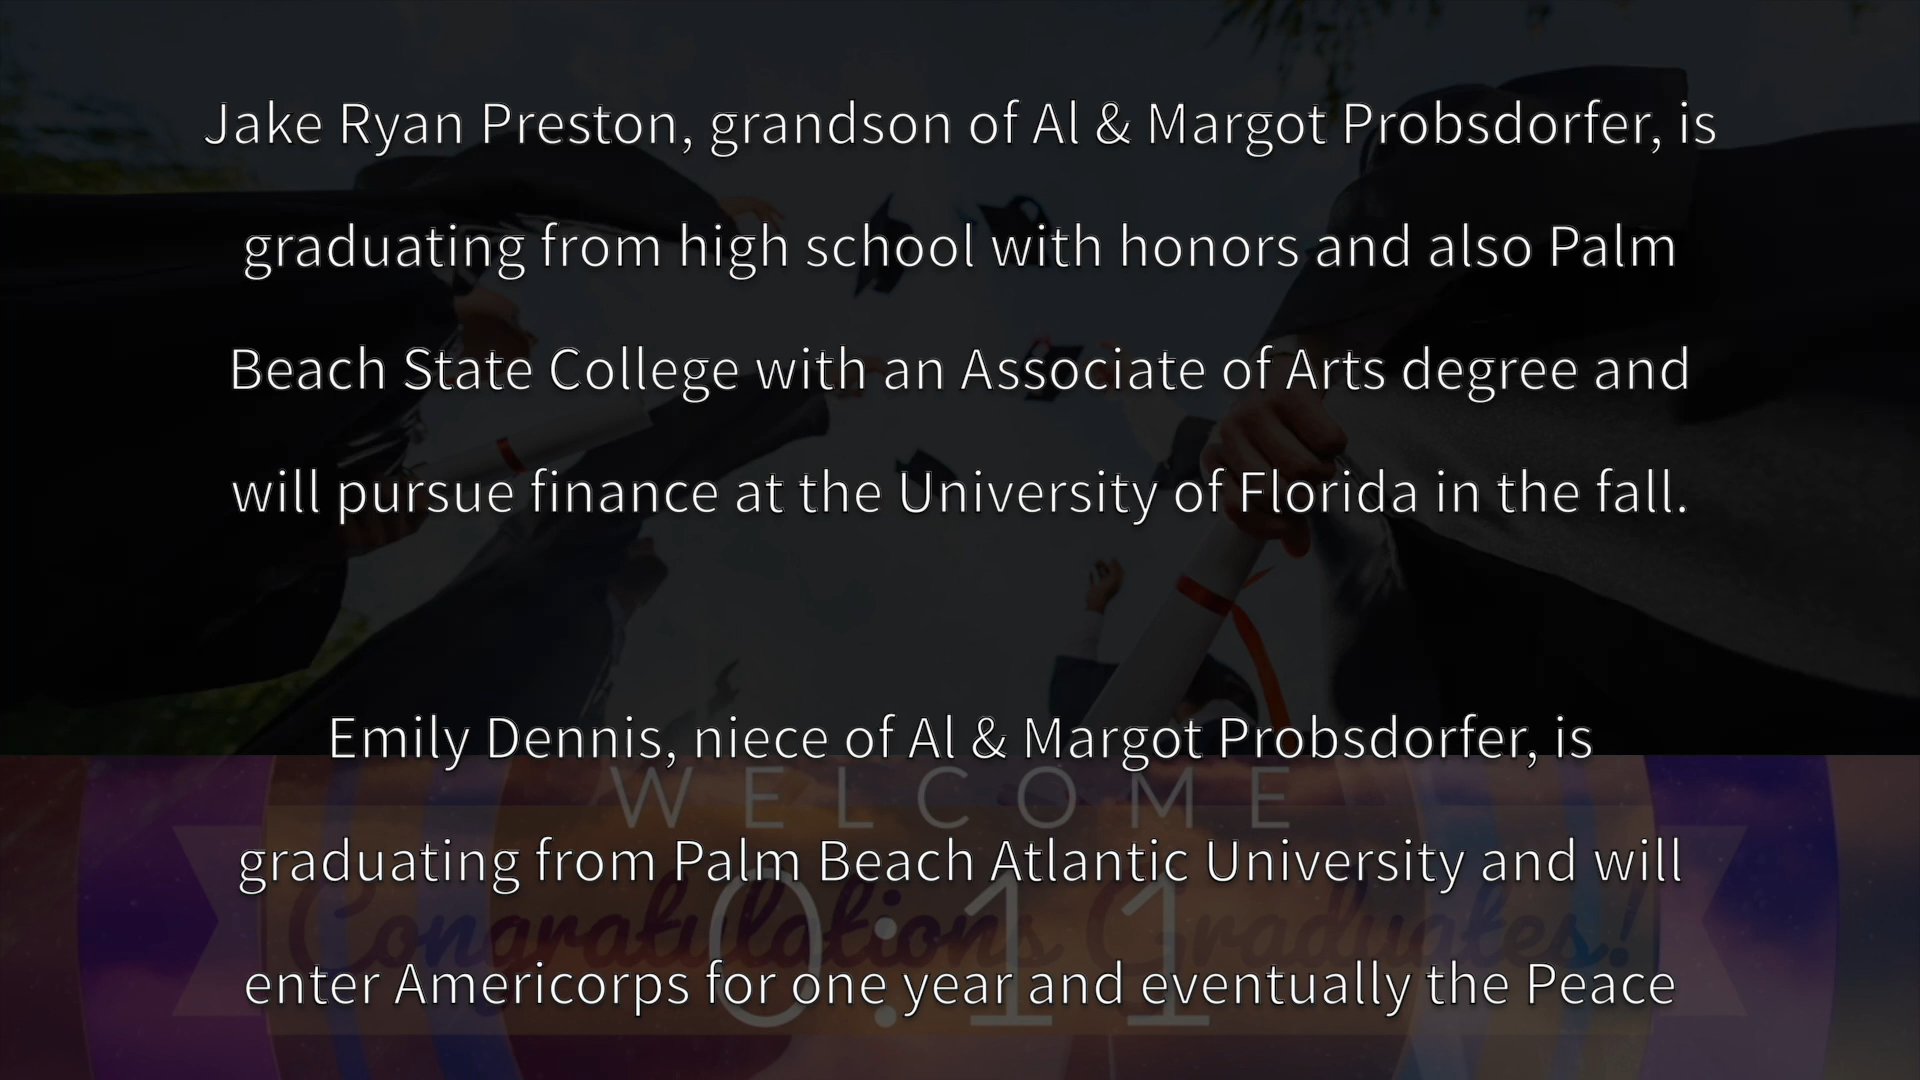 Jake Ryan Preston, grandson of Al & Margot Probsdorfer, is
graduating from high school with honors and also Palm
Beach State College with an Associate of Arts degree and
will pursue finance at the University of Florida in the fall.
Emily Dennis, niece of Al & Margot Probsdorfer, is
WELCOME
graduating from Palm Beach Atlantic University and will
Congratulations Graduates!
0:11
enter Americorps for one year and eventually the Peace